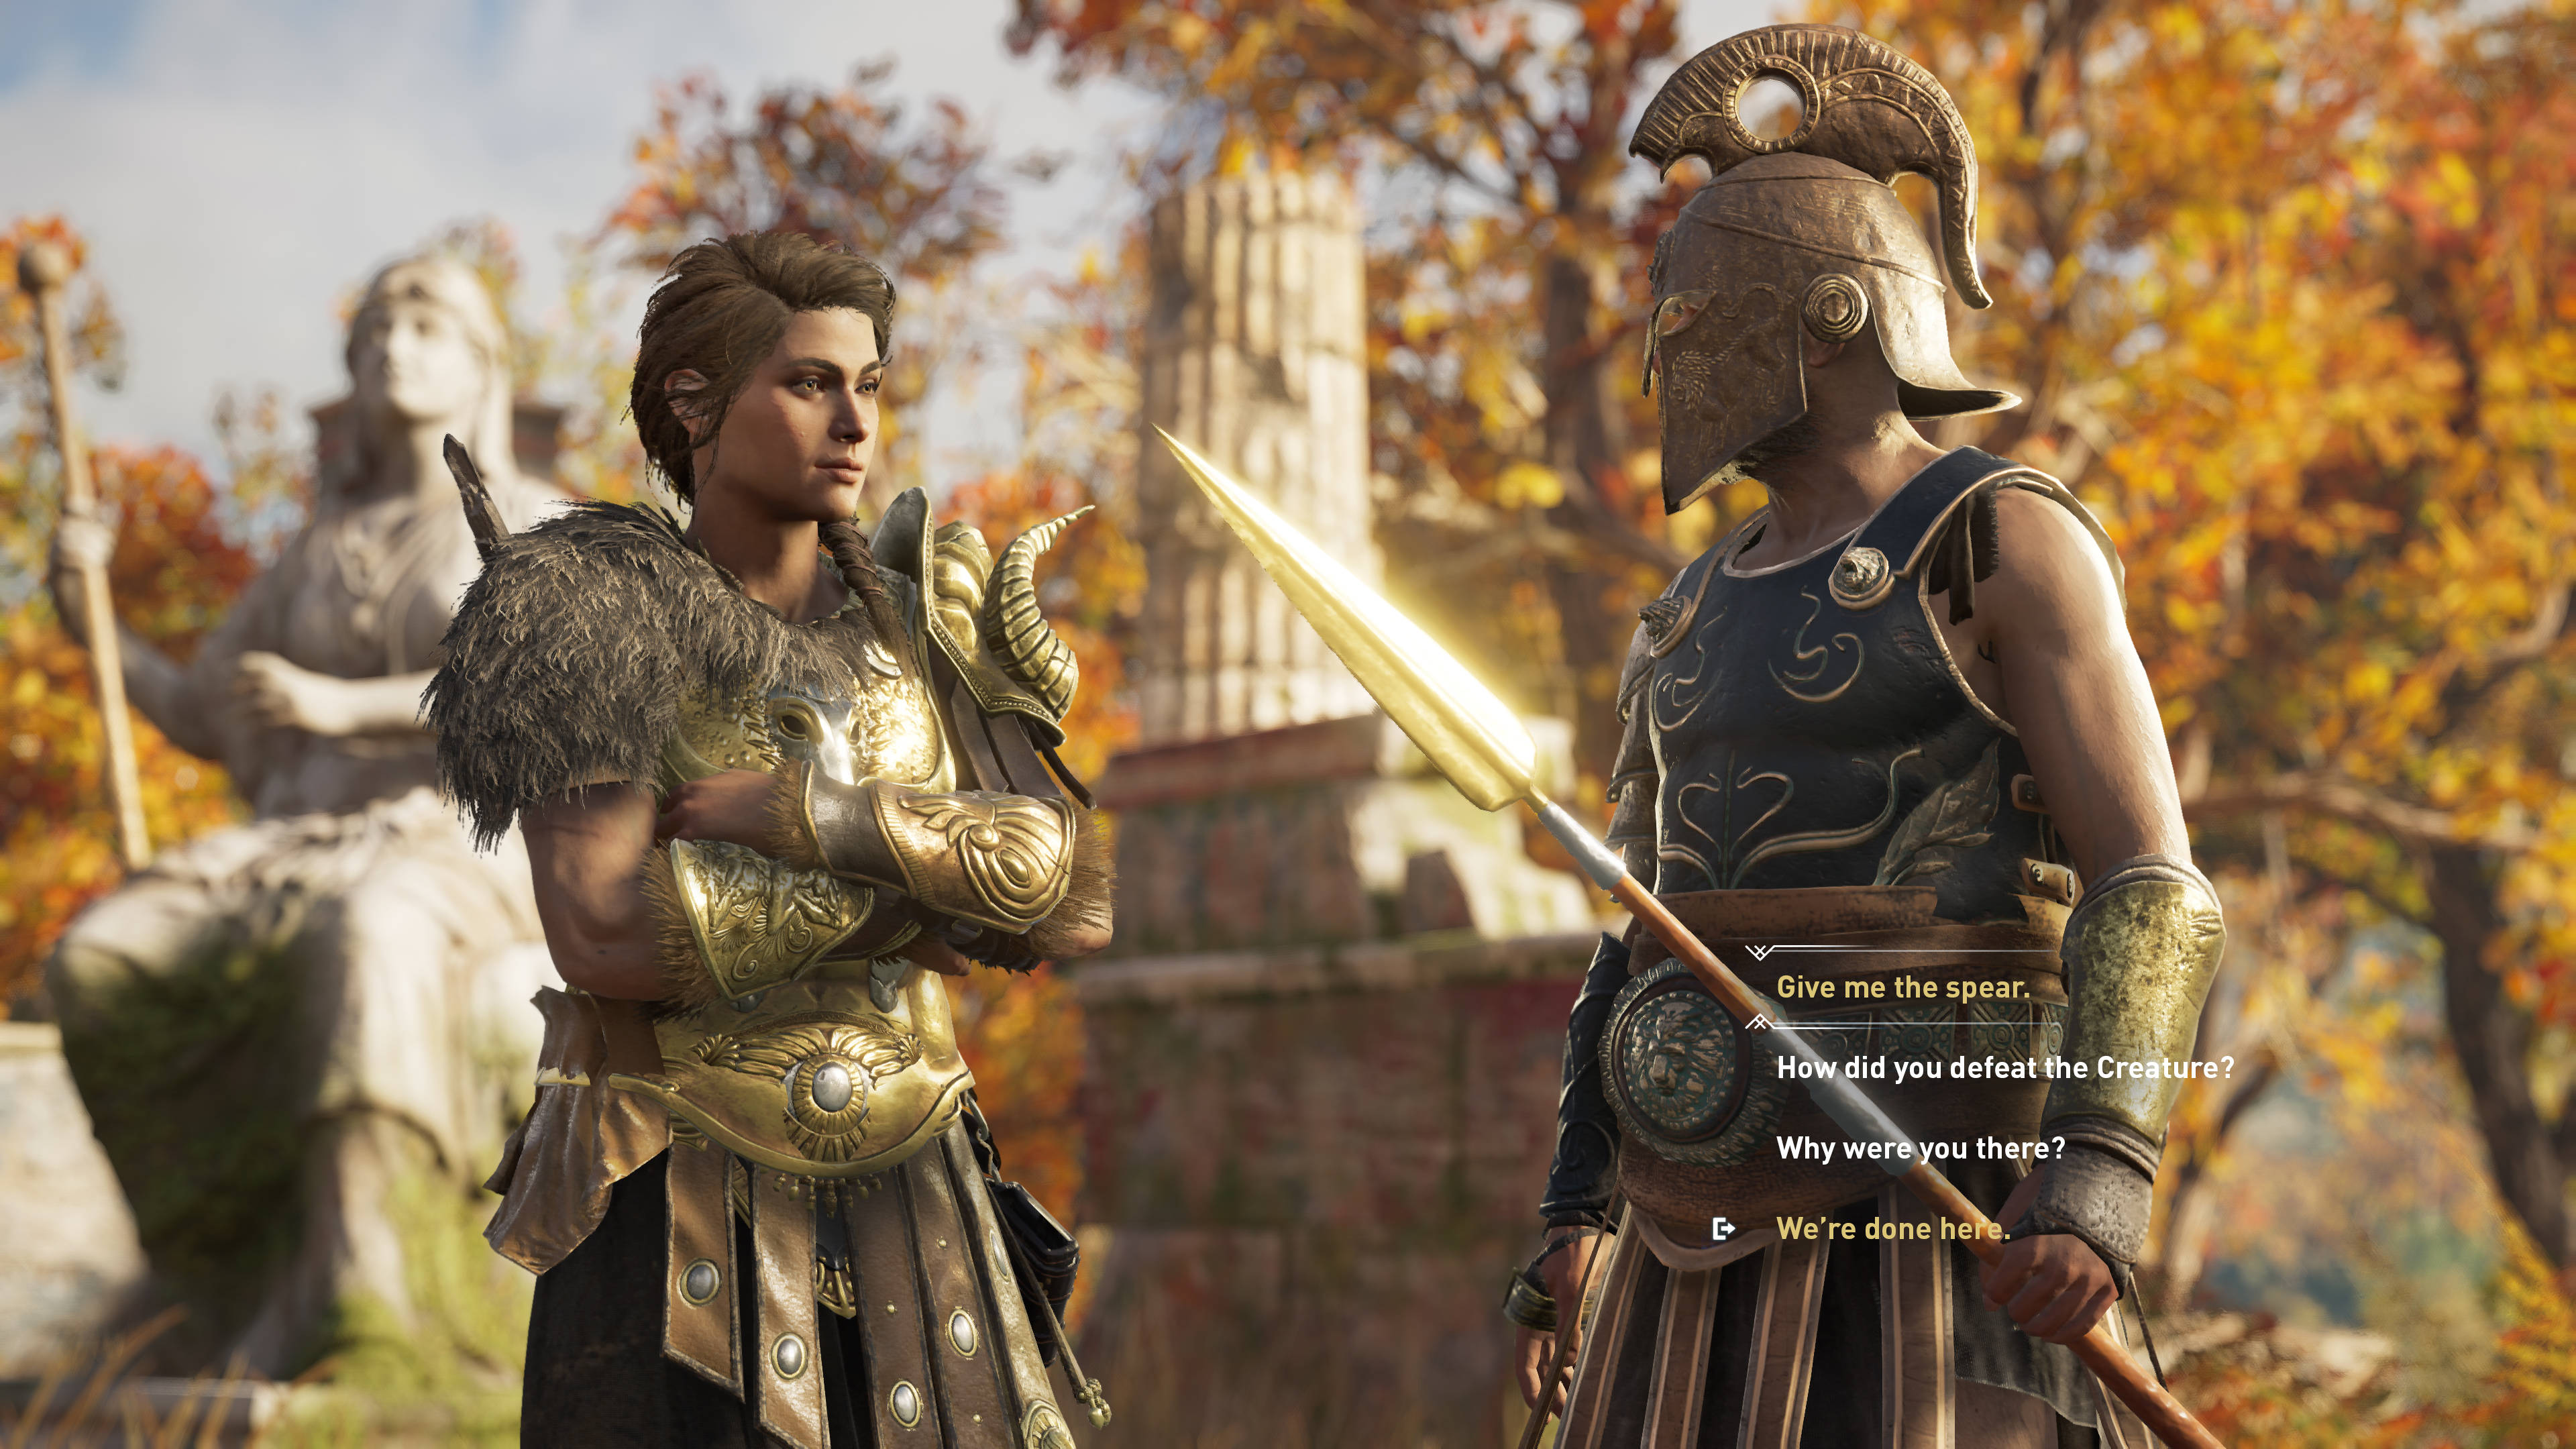 Give me the spear.
How did you defeat the Creature?
Why were you there?
We're done here.